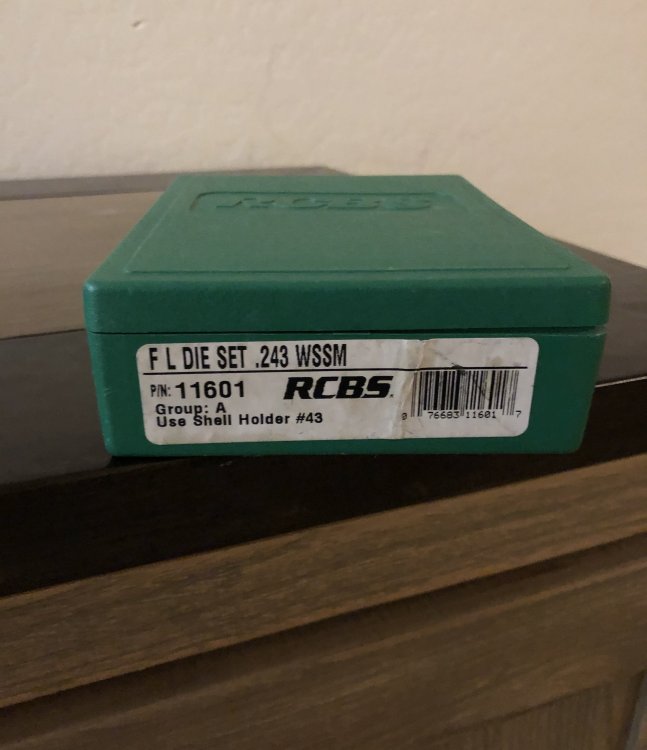 RCBS
F L DIE SET .243 WSSM
P/N: 11601 RCBS.
Group: A
Use Shell Holder #43
0 76683 11601 7